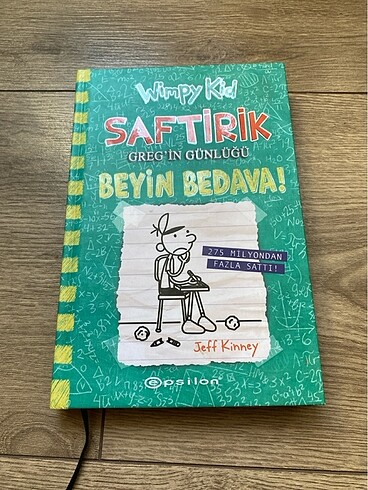 Wimpy Kid
SAFTİRİK
GREG'İN GÜNLÜĞÜ
BEYİN BEDAVA!
275 MİLYONDAN
FAZLA SATTI!
Jeff Kinney
epsilon